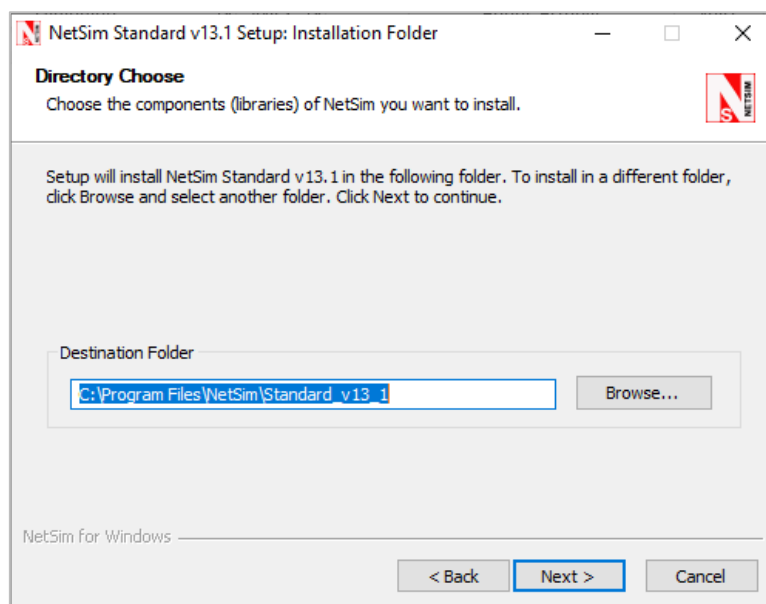 NetSim Standard v13.1 Setup: Installation Folder
Directory Choose
Choose the components (libraries) of NetSim you want to install.
NETSIM
Setup will install NetSim Standard v13.1 in the following folder. To install in a different folder,
click Browse and select another folder. Click Next to continue.
Destination Folder
C:\Program Files\NetSim\Standard_v13_1
Browse...
NetSim for Windows
< Back
Next >
Cancel